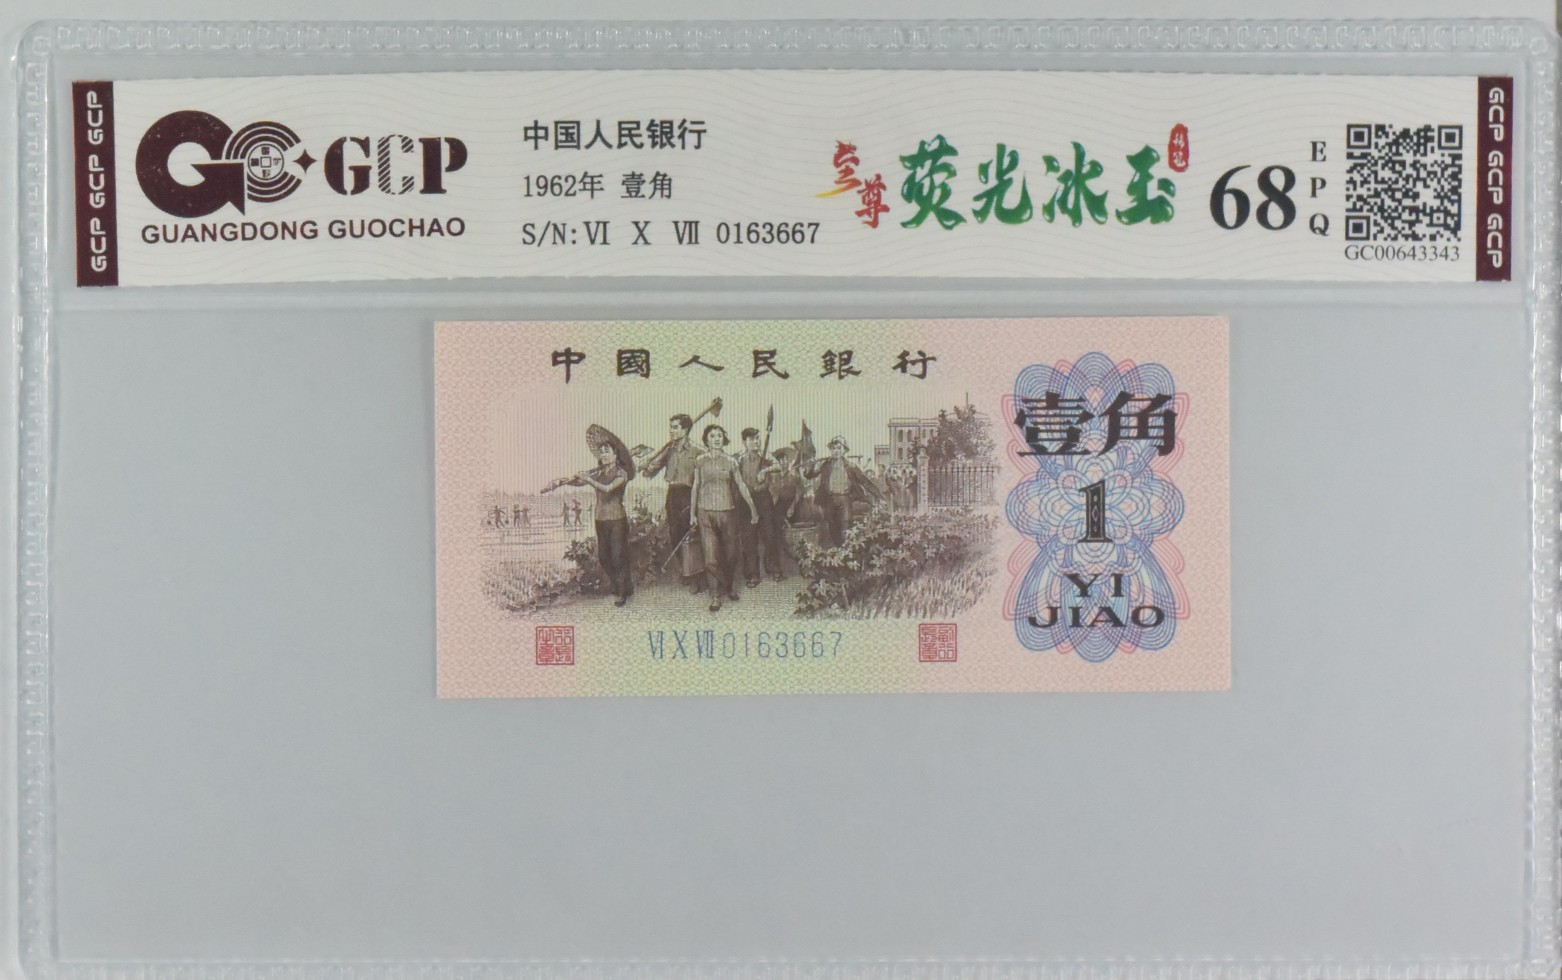 GCP GCP GCP
GCP
GUANGDONG GUOCHAO
中国人民银行
1962年 壹角
S/N: Ⅵ Ⅹ Ⅶ 0163667
至尊
荧光冰玉
68
EPQ
GC00643343
GCP GCP GCP
中國人民銀行
壹角
1
YI
JIAO
ⅥⅩⅦ0163667